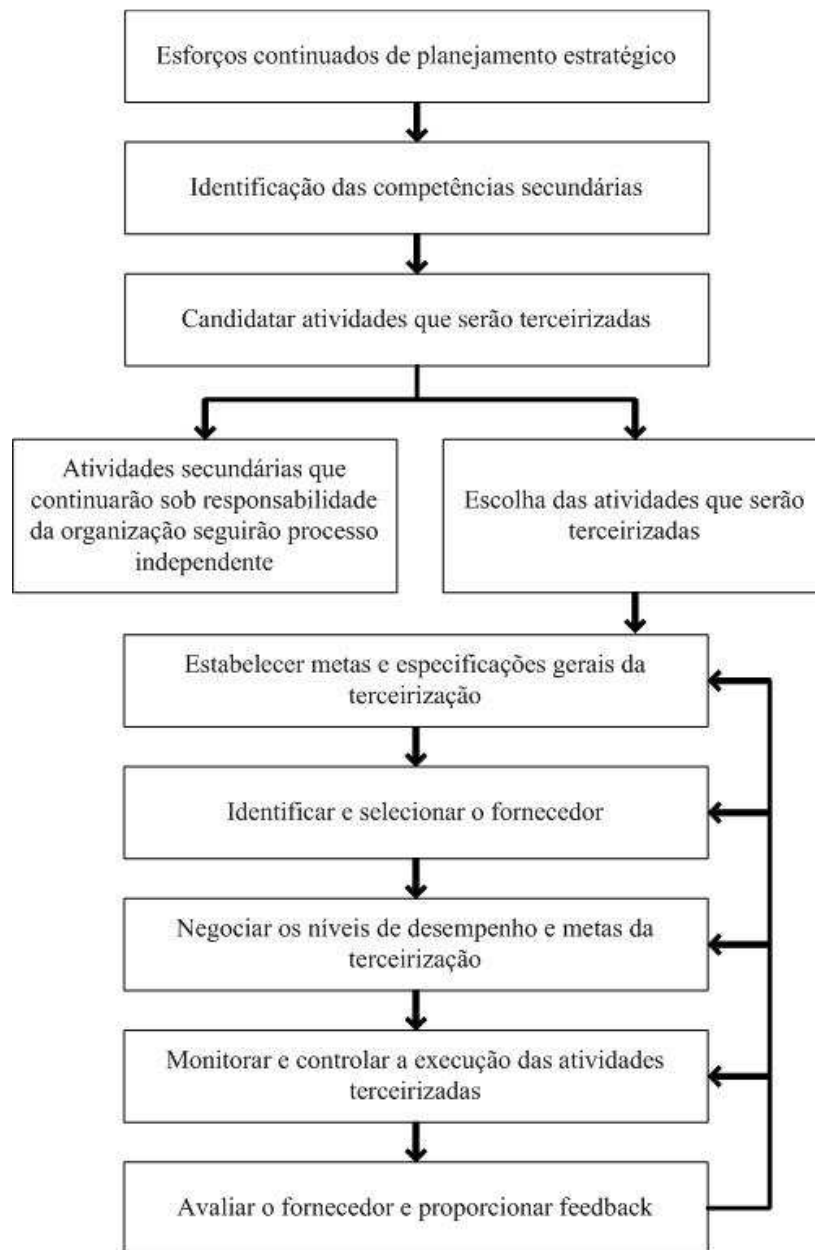 Esforços continuados de planejamento estratégico
Identificação das competências secundárias
Candidatar atividades que serão terceirizadas
Atividades secundárias que
continuarão sob responsabilidade
da organização seguirão processo
independente
Escolha das atividades que serão
terceirizadas
Estabelecer metas e especificações gerais da
terceirização
Identificar e selecionar o fornecedor
Negociar os níveis de desempenho e metas da
terceirização
Monitorar e controlar a execução das atividades
terceirizadas
Avaliar o fornecedor e proporcionar feedback